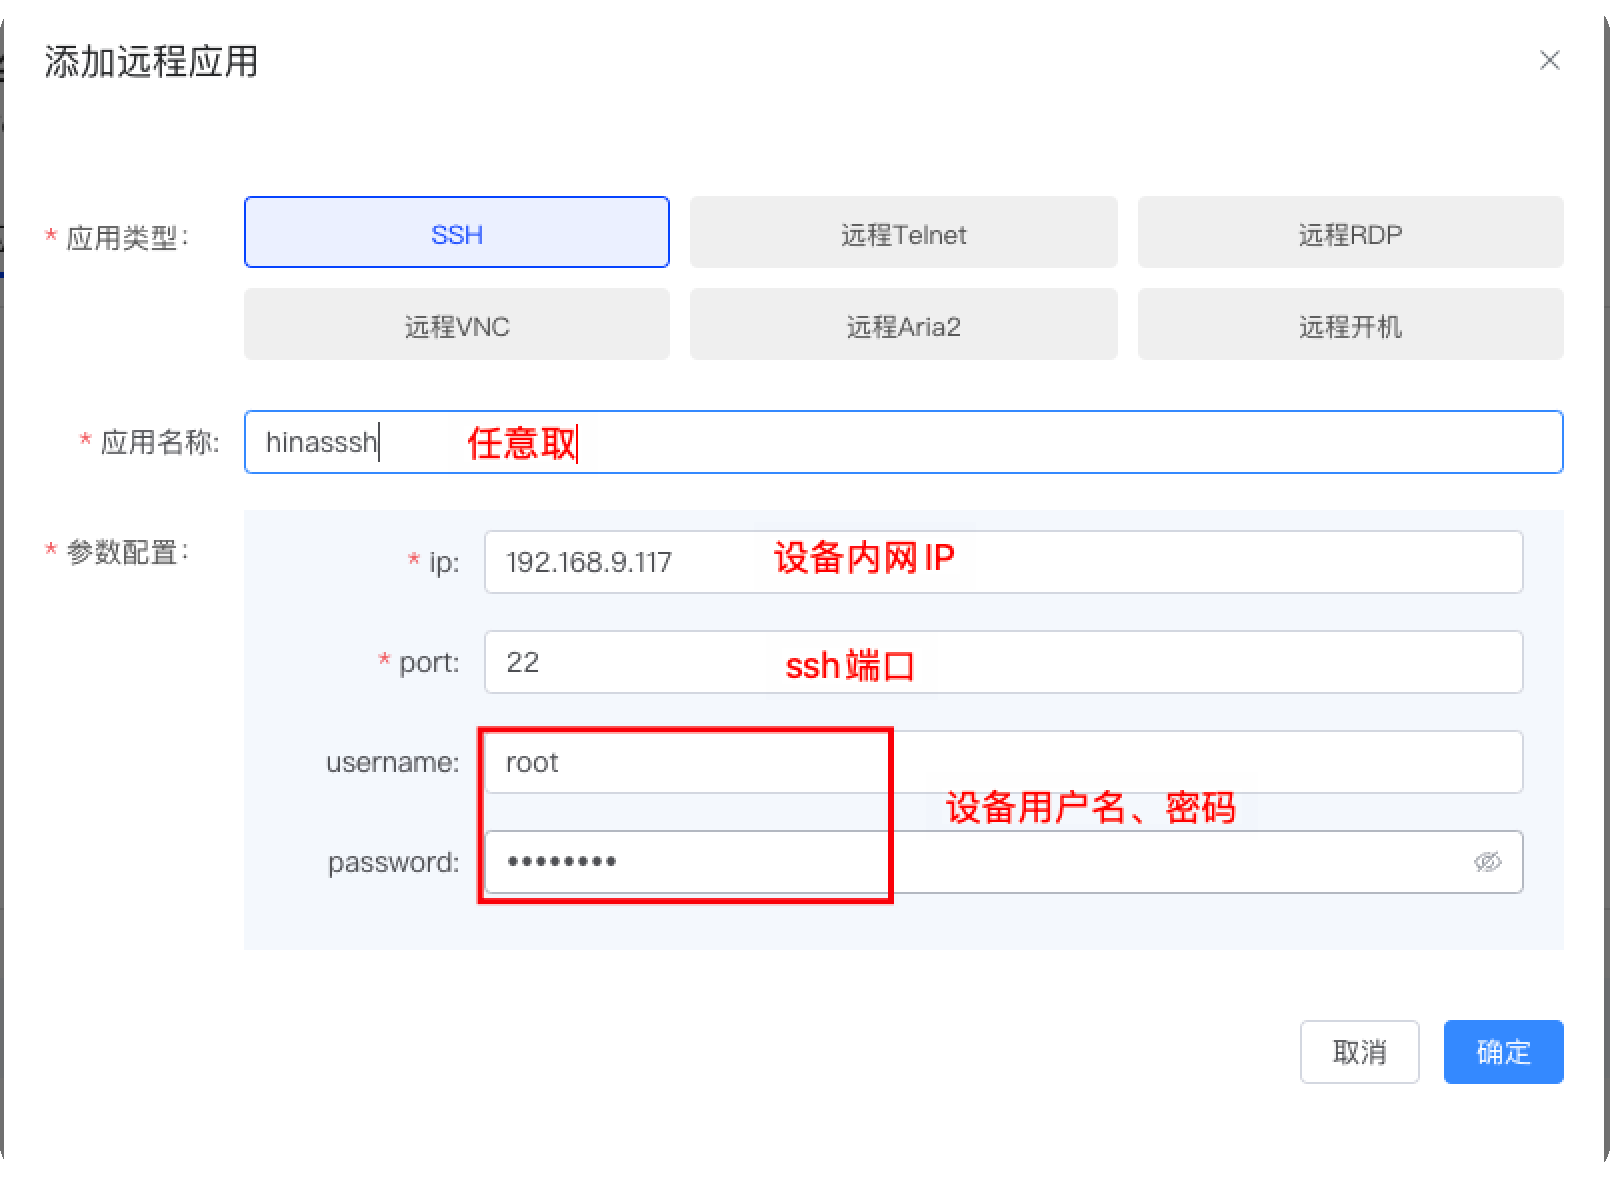 添加远程应用
* 应用类型:
SSH
远程Telnet
远程RDP
远程VNC
远程Aria2
远程开机
* 应用名称: hinasssh 任意取
* 参数配置:
* ip: 192.168.9.117 设备内网IP
* port: 22 ssh端口
username: root
设备用户名、密码
password: ••••••••
取消
确定